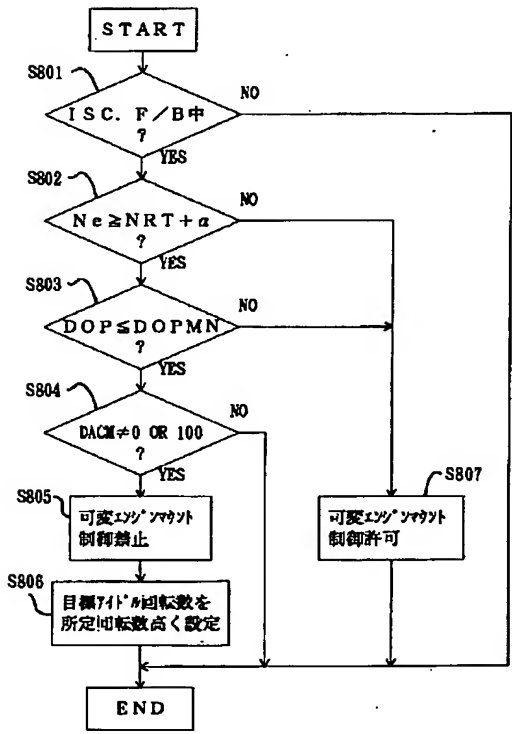 START
S801
ISC. F/B中
?
NO
YES
S802
Ne≧NRT+α
?
NO
YES
S803
DOP≦DOPMN
?
NO
YES
S804
DACM≠0 OR 100
?
NO
YES
S805
可変エンジンマウント
制御禁止
S807
可変エンジンマウント
制御許可
S806
目標アイドル回転数を
所定回転数高く設定
END